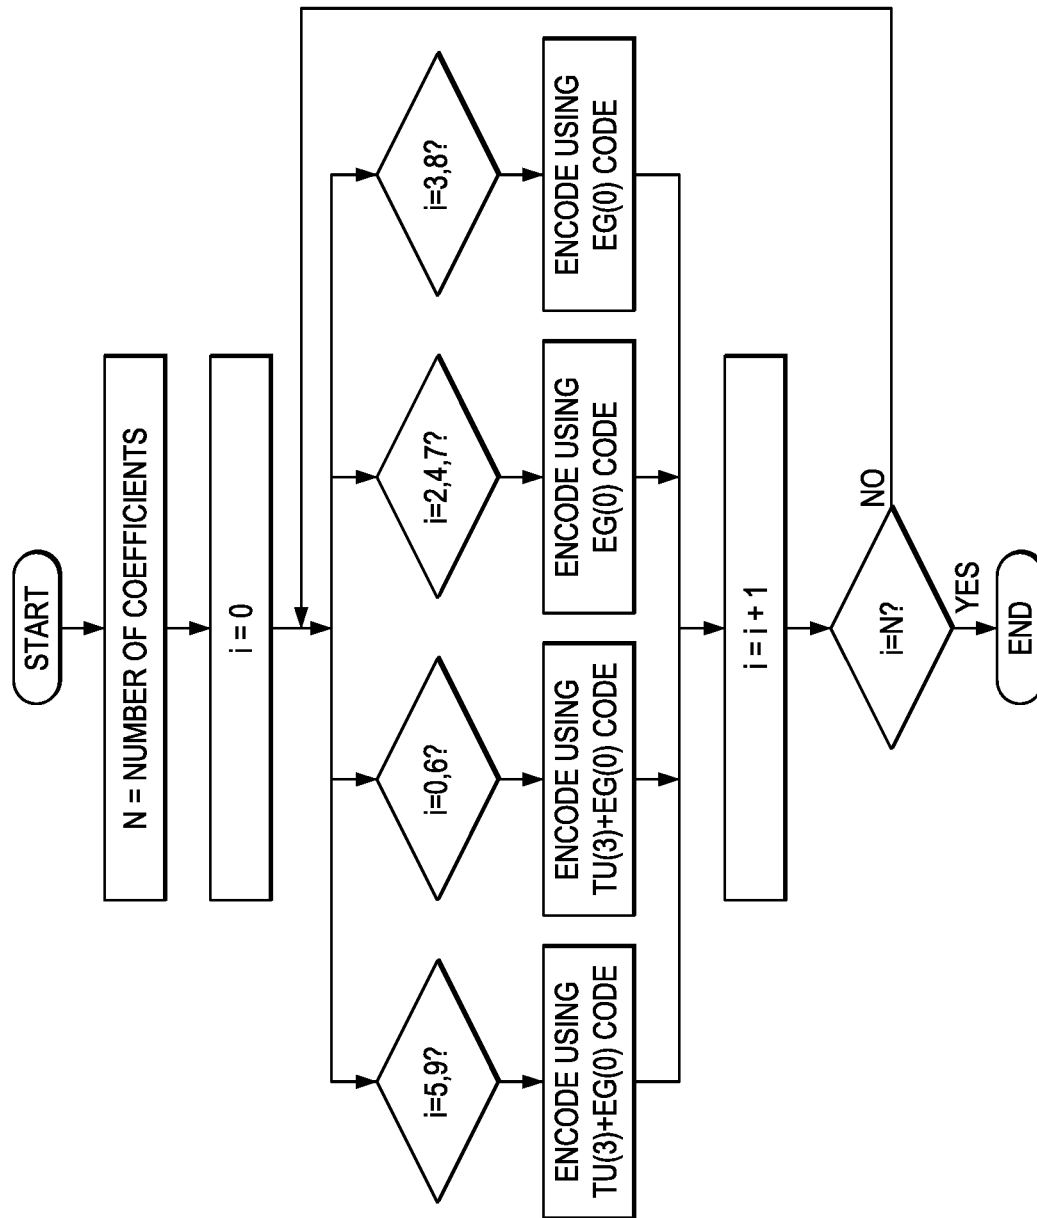 START
N = NUMBER OF COEFFICIENTS
i = 0
i=5,9?
i=0,6?
i=2,4,7?
i=3,8?
ENCODE USING
TU(3)+EG(0) CODE
ENCODE USING
TU(3)+EG(0) CODE
ENCODE USING
EG(0) CODE
ENCODE USING
EG(0) CODE
i = i + 1
i=N?
NO
YES
END